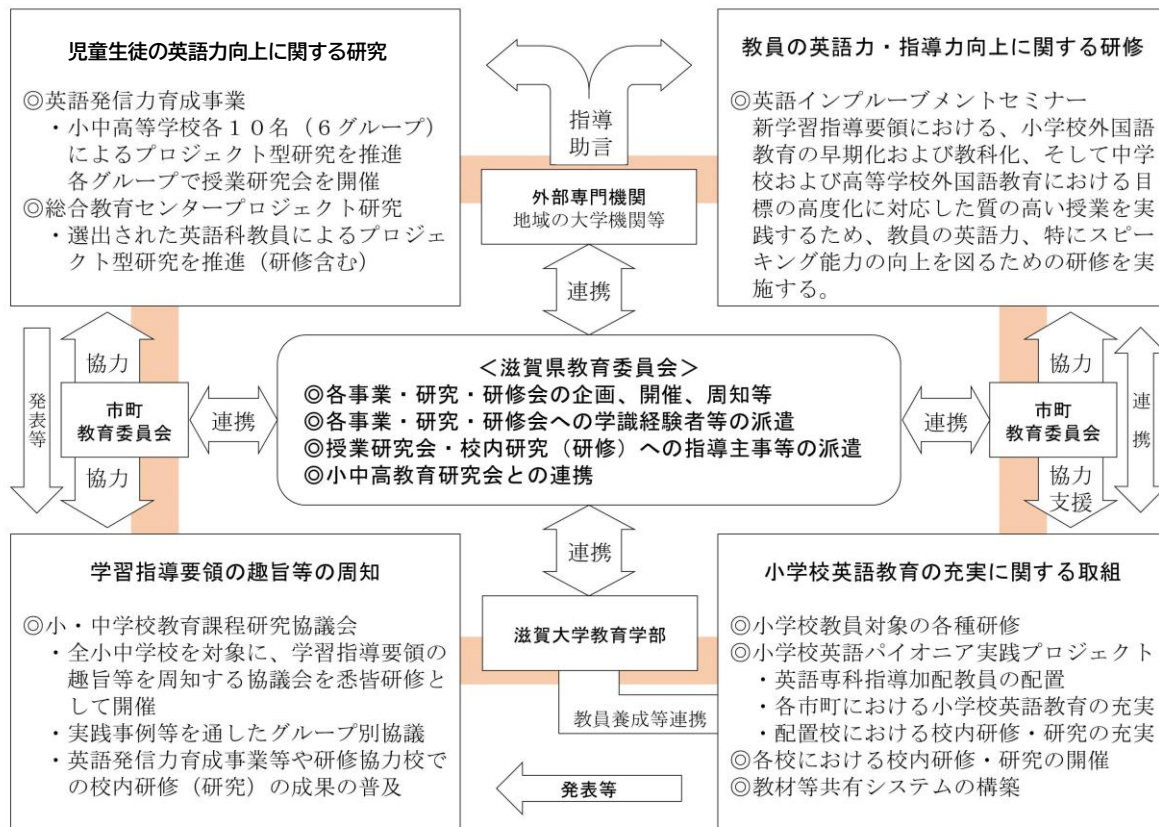 児童生徒の英語力向上に関する研究
◎英語発信力育成事業
・小中高等学校各１０名（６グループ）
によるプロジェクト型研究を推進
各グループで授業研究会を開催
◎総合教育センタープロジェクト研究
・選出された英語科教員によるプロジェ
クト型研究を推進（研修含む）
指導
助言
外部専門機関
地域の大学機関等
連携
教員の英語力・指導力向上に関する研修
◎英語インプルーブメントセミナー
新学習指導要領における、小学校外国語
教育の早期化および教科化、そして中学
校および高等学校外国語教育における目
標の高度化に対応した質の高い授業を実
践するため、教員の英語力、特にスピー
キング能力の向上を図るための研修を実
施する。
発表等
協力
市町
教育委員会
協力
連携
＜滋賀県教育委員会＞
◎各事業・研究・研修会の企画、開催、周知等
◎各事業・研究・研修会への学識経験者等の派遣
◎授業研究会・校内研究（研修）への指導主事等の派遣
◎小中高教育研究会との連携
連携
協力
市町
教育委員会
協力
支援
連携
学習指導要領の趣旨等の周知
◎小・中学校教育課程研究協議会
・全小中学校を対象に、学習指導要領の
趣旨等を周知する協議会を悉皆研修と
して開催
・実践事例等を通したグループ別協議
・英語発信力育成事業等や研修協力校で
の校内研修（研究）の成果の普及
連携
滋賀大学教育学部
教員養成等連携
発表等
小学校英語教育の充実に関する取組
◎小学校教員対象の各種研修
◎小学校英語パイオニア実践プロジェクト
・英語専科指導加配教員の配置
・各市町における小学校英語教育の充実
・配置校における校内研修・研究の充実
◎各校における校内研修・研究の開催
◎教材等共有システムの構築